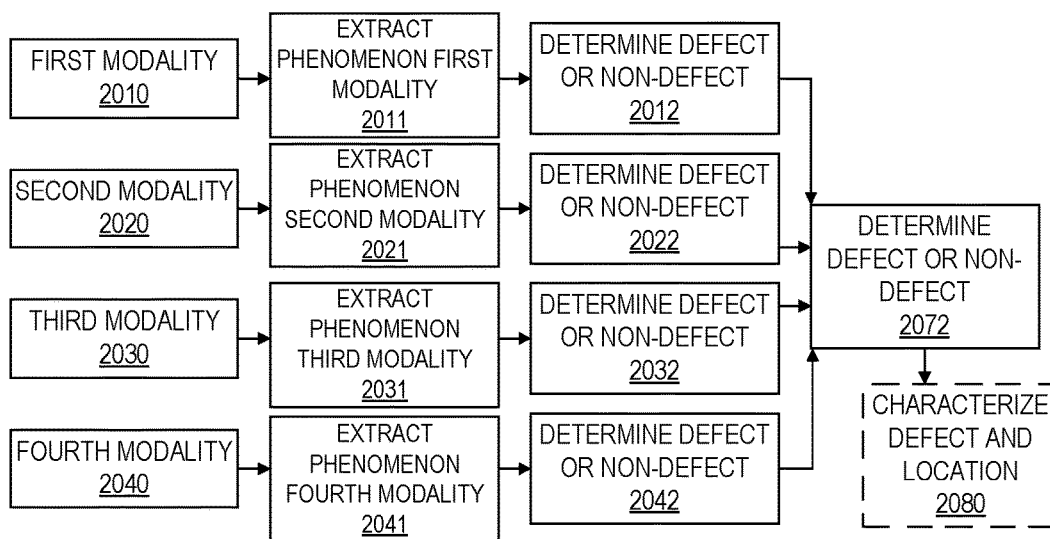 FIRST MODALITY
2010
EXTRACT
PHENOMENON FIRST
MODALITY
2011
DETERMINE DEFECT
OR NON-DEFECT
2012
SECOND MODALITY
2020
EXTRACT
PHENOMENON
SECOND MODALITY
2021
DETERMINE DEFECT
OR NON-DEFECT
2022
THIRD MODALITY
2030
EXTRACT
PHENOMENON
THIRD MODALITY
2031
DETERMINE DEFECT
OR NON-DEFECT
2032
FOURTH MODALITY
2040
EXTRACT
PHENOMENON
FOURTH MODALITY
2041
DETERMINE DEFECT
OR NON-DEFECT
2042
DETERMINE
DEFECT OR NON-
DEFECT
2072
CHARACTERIZE
DEFECT AND
LOCATION
2080